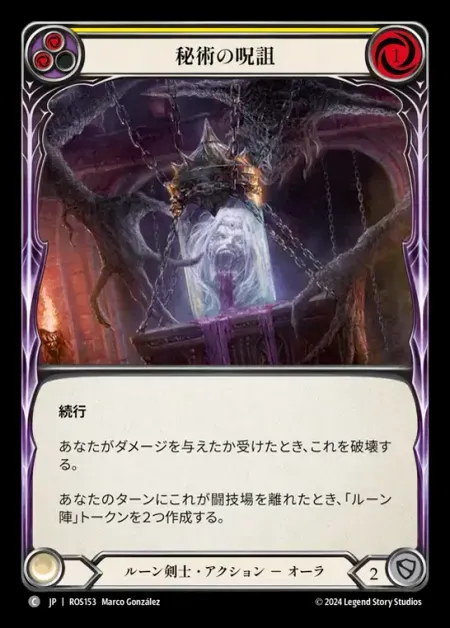 秘術の呪詛
1
続行
あなたがダメージを与えたか受けたとき、これを破壊す
る。
あなたのターンにこれが闘技場を離れたとき、「ルーン
陣」トークンを2つ作成する。
ルーン剣士・アクション ー オーラ
2
C JP | ROS153 Marco González
© 2024 Legend Story Studios